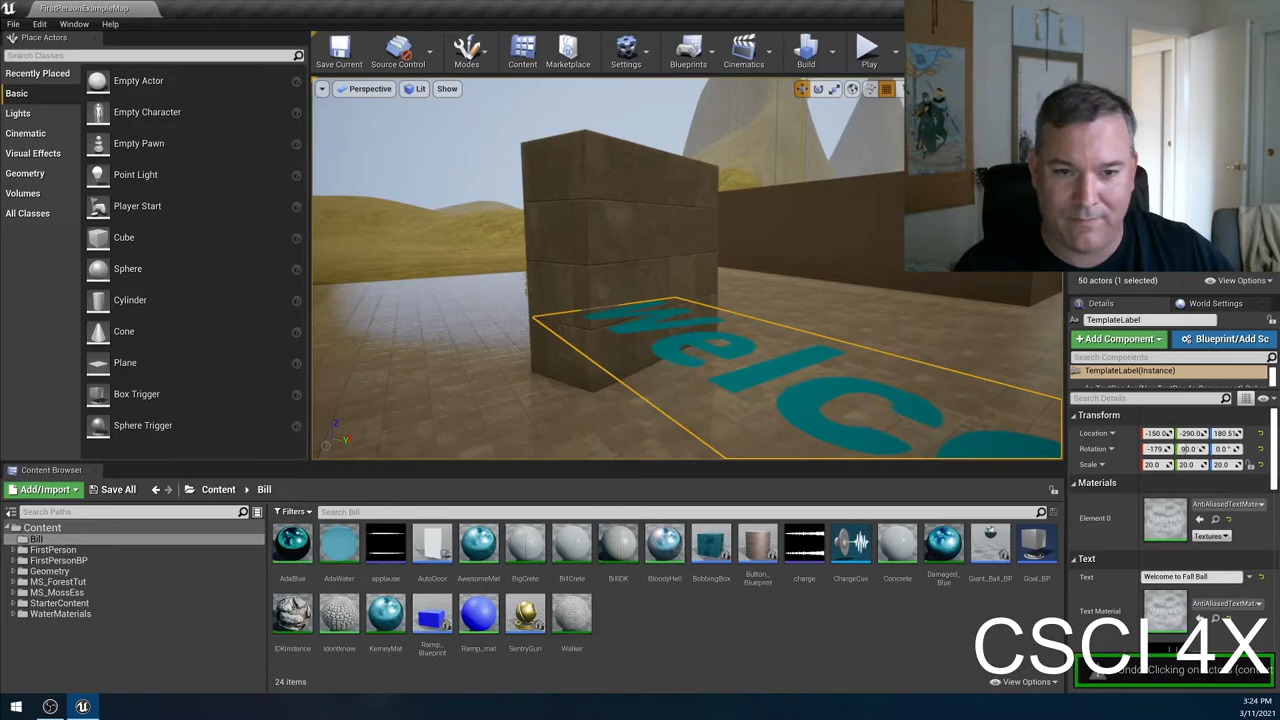 FirstPersonExampleMap
File Edit Window Help
Place Actors
Search Classes
Recently Placed
Basic
Lights
Cinematic
Visual Effects
Geometry
Volumes
All Classes
Empty Actor
Empty Character
Empty Pawn
Point Light
Player Start
Cube
Sphere
Cylinder
Cone
Plane
Box Trigger
Sphere Trigger
Save Current Source Control Modes Content Marketplace Settings Blueprints Cinematics Build Play
Perspective Lit Show
Welc
50 actors (1 selected) View Options
Details World Settings
TemplateLabel
+ Add Component Blueprint/Add Sc
Search Components
TemplateLabel(Instance)
Search Details
Transform
Location -150.0 -290.0 180.51
Rotation -179. 90.0° 0.0°
Scale 20.0 20.0 20.0
Materials
Element 0 AntiAliasedTextMate
Textures
Text
Text Welcome to Fall Ball
Text Material AntiAliasedTextMat
CSCI 4X
Content Browser
Add/Import Save All Content Bill
Search Paths Filters Search Bill
Content
Bill
FirstPerson
FirstPersonBP
Geometry
MS_ForestTut
MS_MossEss
StarterContent
WaterMaterials
AdaBlue AdaWater applause AutoDoor AwesomeMat BigCrete BillCrete BillIDK BloodyHell BobbingBox Button_Blueprint charge ChargeCue Concrete Damaged_Blue Giant_Ball_BP Goal_BP
IDKInstance Idontknow KerneyMat Ramp_Blueprint Ramp_mat SentryGun Walker
24 items View Options
3:24 PM
3/11/2021